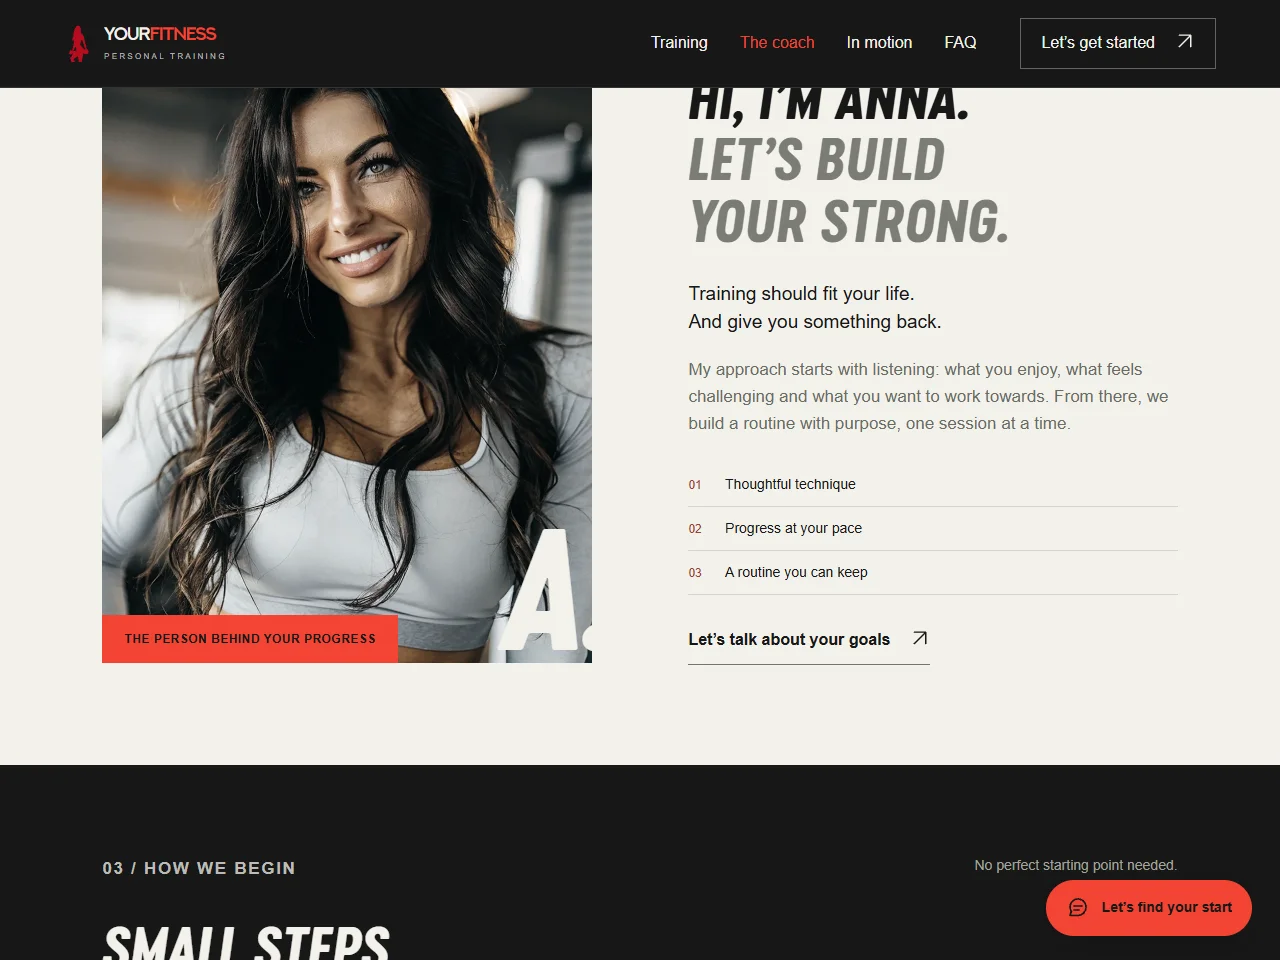 YOURFITNESS
PERSONAL TRAINING
Training
The coach
In motion
FAQ
Let’s get started
HI, I’M ANNA.
LET’S BUILD
YOUR STRONG.
Training should fit your life.
And give you something back.
My approach starts with listening: what you enjoy, what feels
challenging and what you want to work towards. From there, we
build a routine with purpose, one session at a time.
01 Thoughtful technique
02 Progress at your pace
03 A routine you can keep
Let’s talk about your goals
A.
THE PERSON BEHIND YOUR PROGRESS
03 / HOW WE BEGIN
No perfect starting point needed.
SMALL STEPS
Let’s find your start